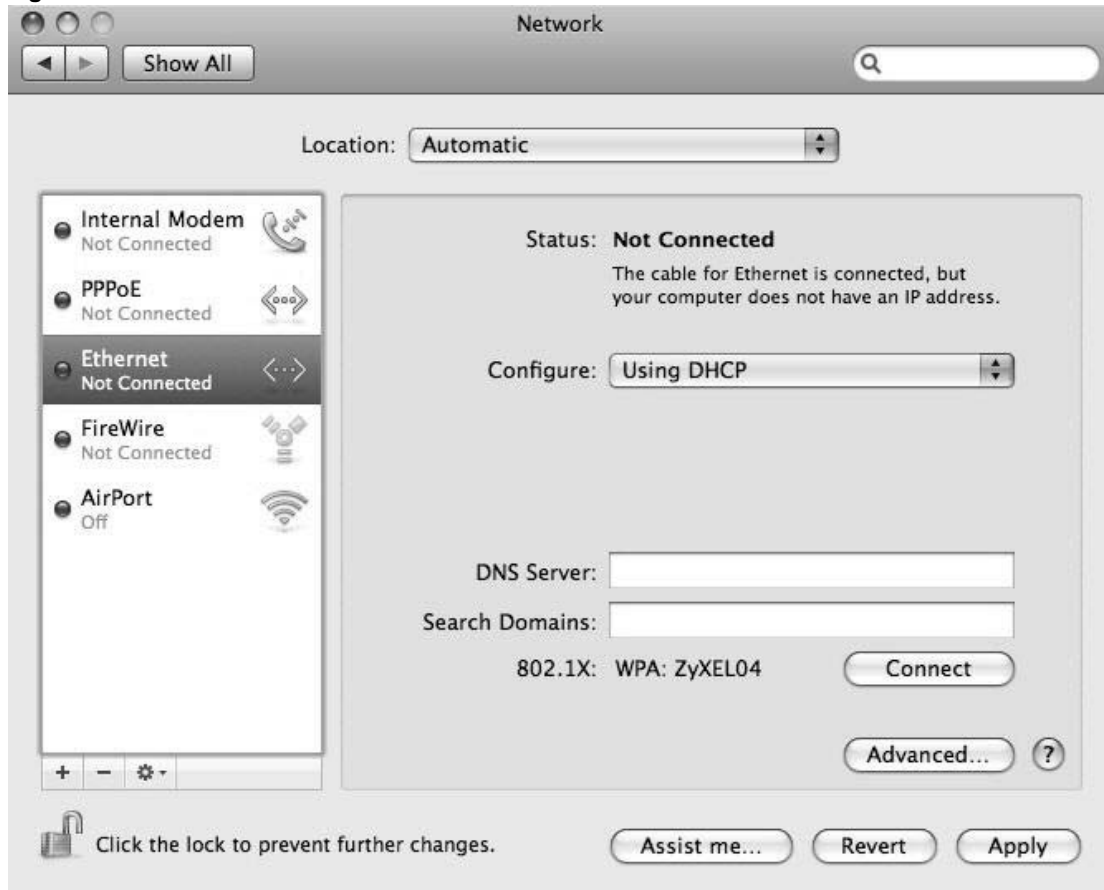 Network
Show All
Location: Automatic
Internal Modem
Not Connected
PPPoE
Not Connected
Ethernet
Not Connected
FireWire
Not Connected
AirPort
Off
Status: Not Connected
The cable for Ethernet is connected, but
your computer does not have an IP address.
Configure: Using DHCP
DNS Server:
Search Domains:
802.1X: WPA: ZyXEL04 Connect
Advanced... ?
Click the lock to prevent further changes.
Assist me... Revert Apply